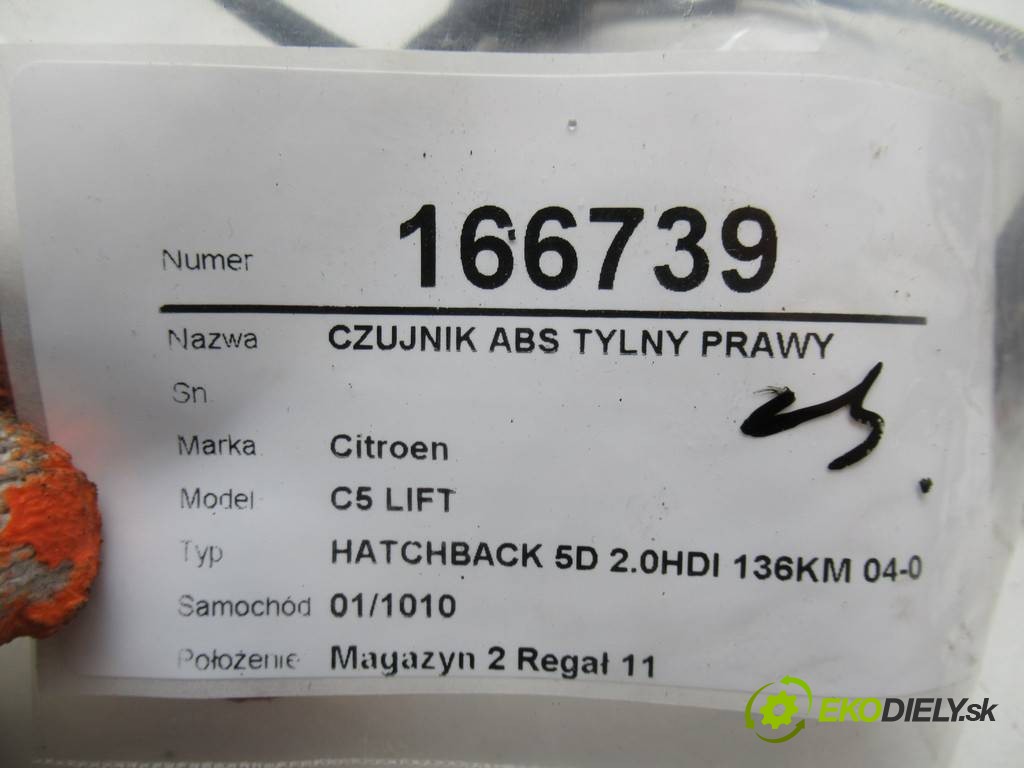 Numer 166739
Nazwa CZUJNIK ABS TYLNY PRAWY
Sn
Marka Citroen
Model C5 LIFT
Typ HATCHBACK 5D 2.0HDI 136KM 04-0
Samochód 01/1010
Położenie Magazyn 2 Regał 11
EKODIELY.sk